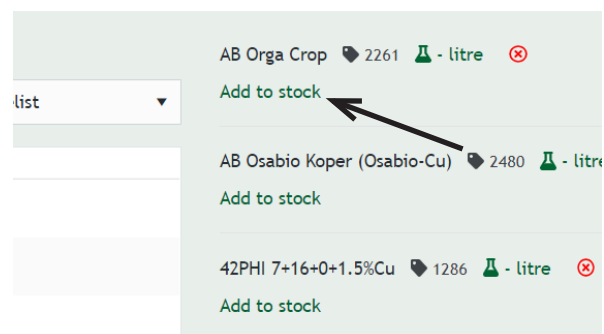 AB Orga Crop 2261 - litre
elist
Add to stock
AB Osabio Koper (Osabio-Cu) 2480 - litre
Add to stock
42PHI 7+16+0+1.5%Cu 1286 - litre
Add to stock